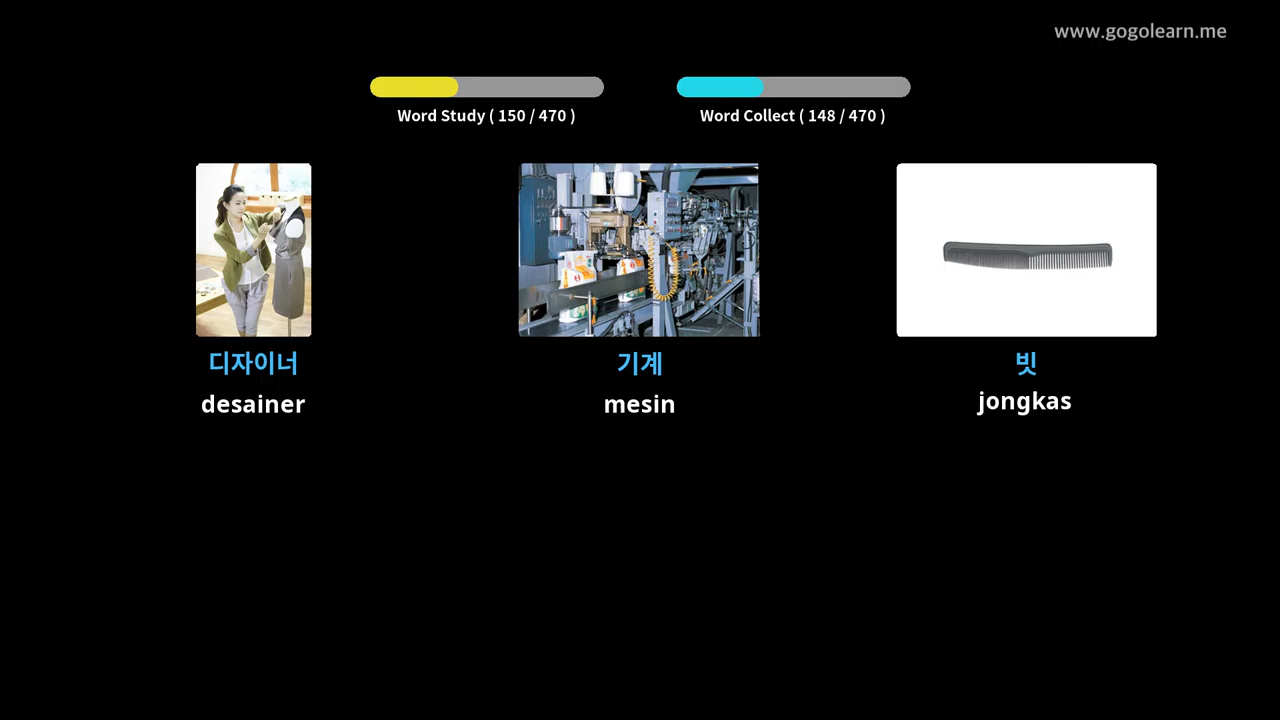 www.gogolearn.me
Word Study ( 150 / 470 )
Word Collect ( 148 / 470 )
디자이너
desainer
기계
mesin
빗
jongkas